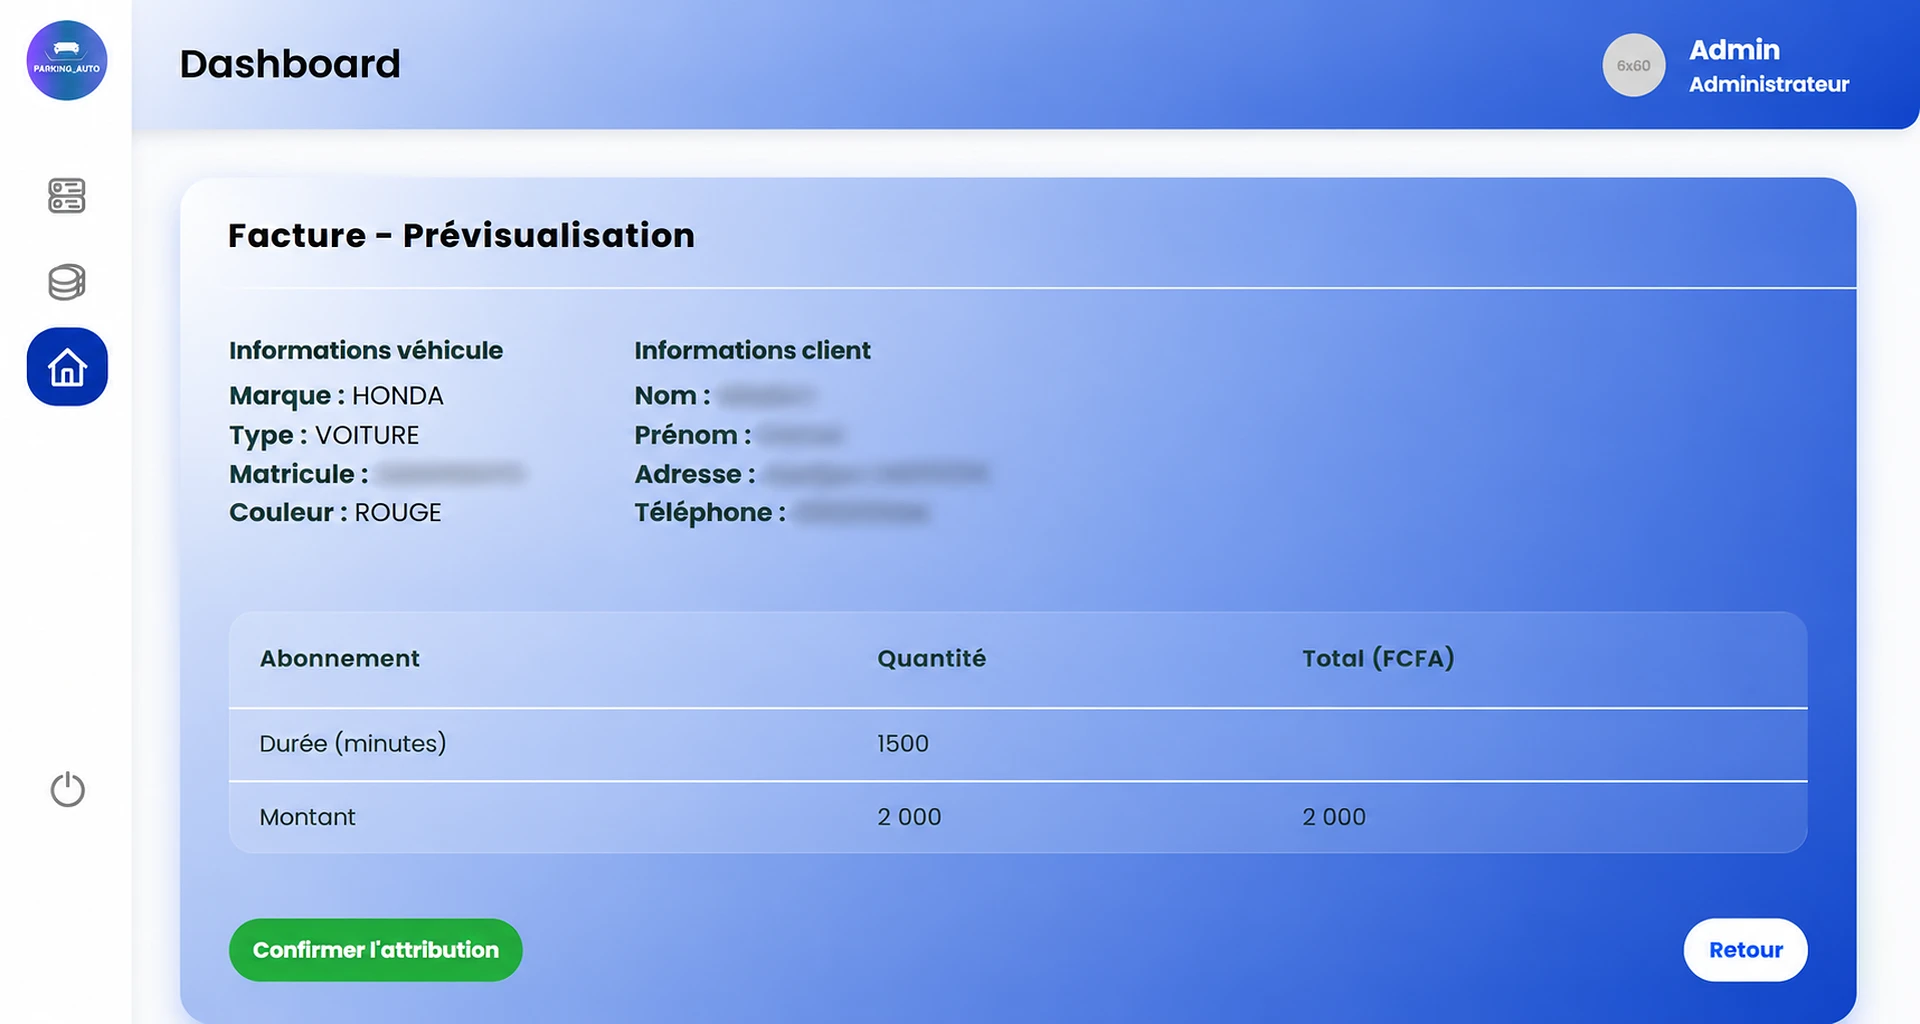 PARKING_AUTO
Dashboard
6x60
Admin
Administrateur
Facture - Prévisualisation
Informations véhicule
Marque : HONDA
Type : VOITURE
Matricule :
Couleur : ROUGE
Informations client
Nom :
Prénom :
Adresse :
Téléphone :
Abonnement Quantité Total (FCFA)
Durée (minutes) 1500
Montant 2 000 2 000
Confirmer l'attribution
Retour